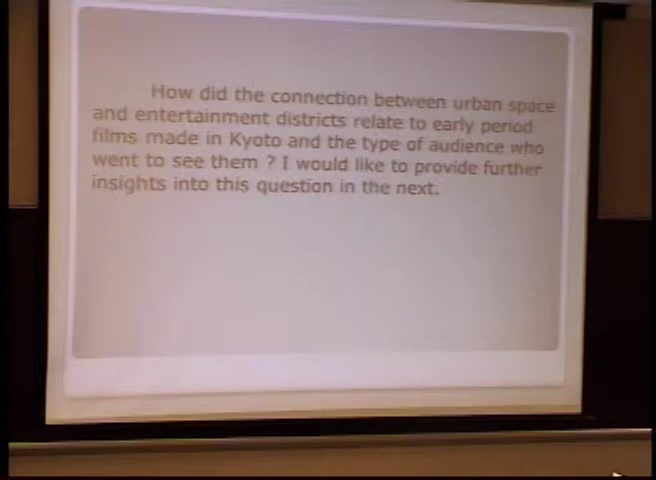 How did the connection between urban space
and entertainment districts relate to early period
films made in Kyoto and the type of audience who
went to see them ? I would like to provide further
insights into this question in the next.